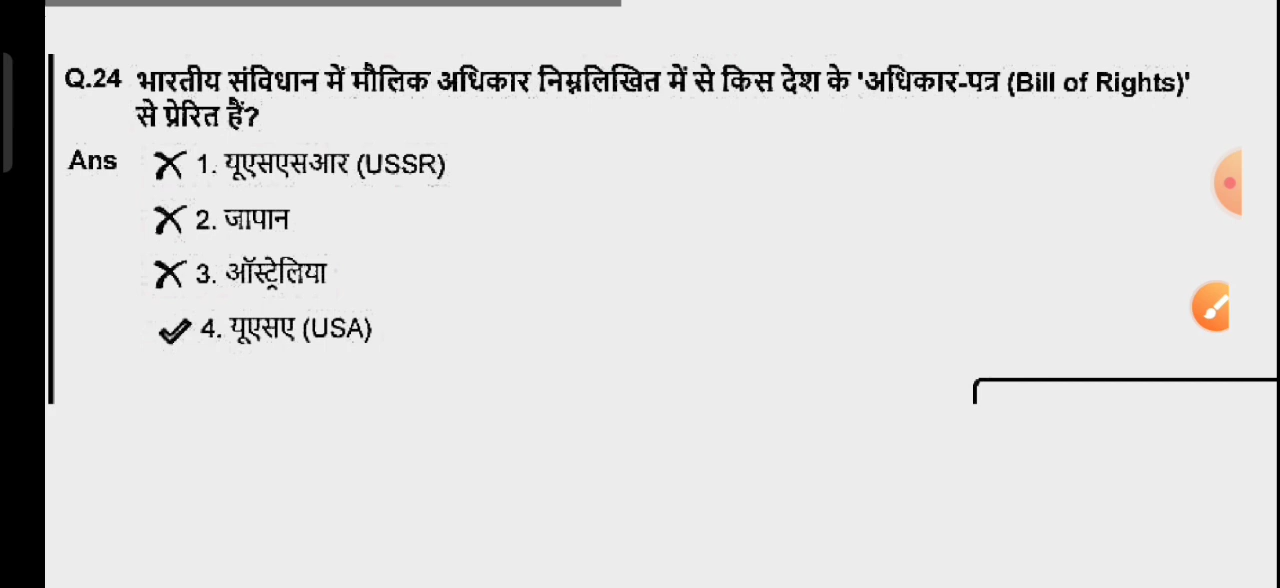 Q.24 भारतीय संविधान में मौलिक अधिकार निम्नलिखित में से किस देश के 'अधिकार-पत्र (Bill of Rights)'
से प्रेरित हैं?
Ans 1. यूएसएसआर (USSR)
2. जापान
3. ऑस्ट्रेलिया
4. यूएसए (USA)